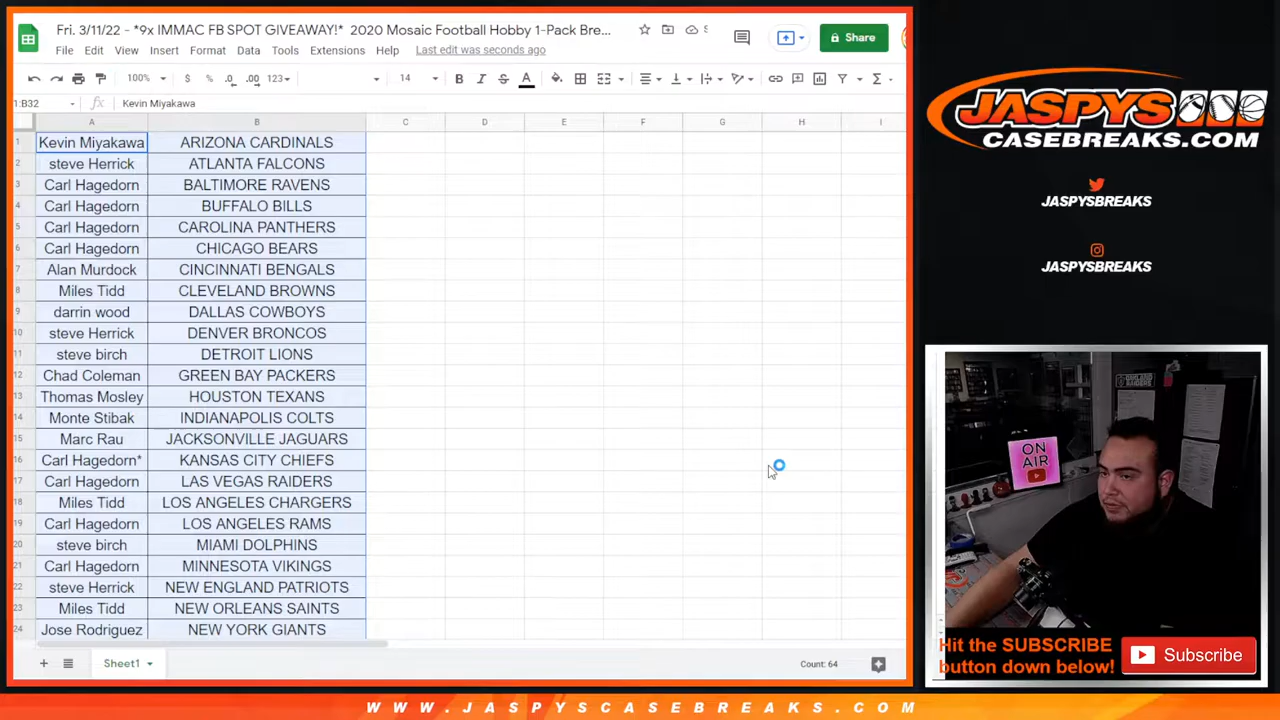 Fri. 3/11/22 - *9x IMMAC FB SPOT GIVEAWAY!* 2020 Mosaic Football Hobby 1-Pack Bre...
Share
File Edit View Insert Format Data Tools Extensions Help Last edit was seconds ago
100% $ % .0 .00 123 14 B I S A
1:B32 fx Kevin Miyakawa
A B C D E F G H I
1 Kevin Miyakawa ARIZONA CARDINALS
2 steve Herrick ATLANTA FALCONS
3 Carl Hagedorn BALTIMORE RAVENS
4 Carl Hagedorn BUFFALO BILLS
5 Carl Hagedorn CAROLINA PANTHERS
6 Carl Hagedorn CHICAGO BEARS
7 Alan Murdock CINCINNATI BENGALS
8 Miles Tidd CLEVELAND BROWNS
9 darrin wood DALLAS COWBOYS
10 steve Herrick DENVER BRONCOS
11 steve birch DETROIT LIONS
12 Chad Coleman GREEN BAY PACKERS
13 Thomas Mosley HOUSTON TEXANS
14 Monte Stibak INDIANAPOLIS COLTS
15 Marc Rau JACKSONVILLE JAGUARS
16 Carl Hagedorn* KANSAS CITY CHIEFS
17 Carl Hagedorn LAS VEGAS RAIDERS
18 Miles Tidd LOS ANGELES CHARGERS
19 Carl Hagedorn LOS ANGELES RAMS
20 steve birch MIAMI DOLPHINS
21 Carl Hagedorn MINNESOTA VIKINGS
22 steve Herrick NEW ENGLAND PATRIOTS
23 Miles Tidd NEW ORLEANS SAINTS
24 Jose Rodriguez NEW YORK GIANTS
Sheet1
Count: 64
JASPYS
CASEBREAKS.COM
JASPYSBREAKS
JASPYSBREAKS
OAKLAND
RAIDERS
ON
AIR
Hit the SUBSCRIBE
button down below!
Subscribe
WWW.JASPYSCASEBREAKS.COM